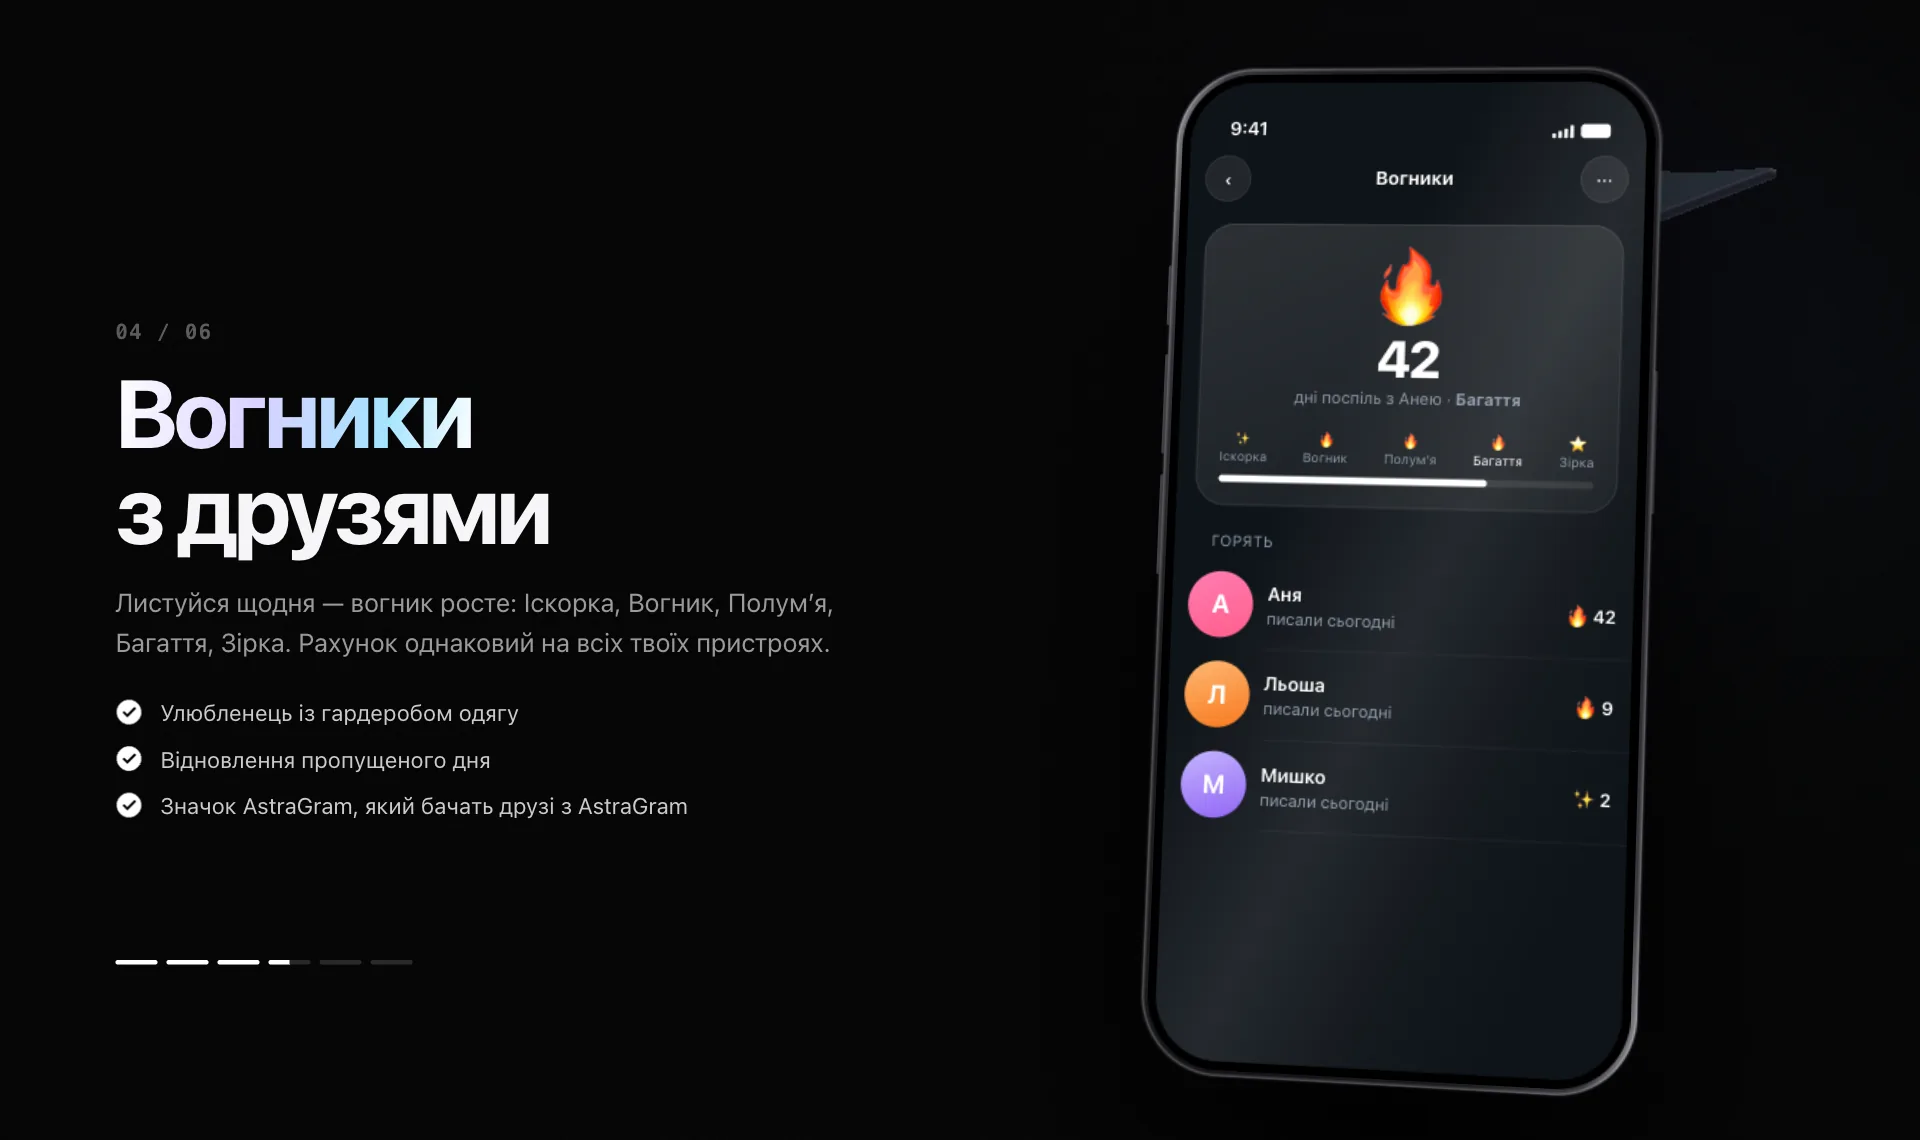 04 / 06
Вогники
з друзями
Листуйся щодня — вогник росте: Іскорка, Вогник, Полум’я,
Багаття, Зірка. Рахунок однаковий на всіх твоїх пристроях.
Улюбленець із гардеробом одягу
Відновлення пропущеного дня
Значок AstraGram, який бачать друзі з AstraGram
9:41
Вогники
42
дні поспіль з Анею · Багаття
Іскорка Вогник Полум'я Багаття Зірка
ГОРЯТЬ
А
Аня
писали сьогодні
42
Л
Льоша
писали сьогодні
9
М
Мишко
писали сьогодні
2